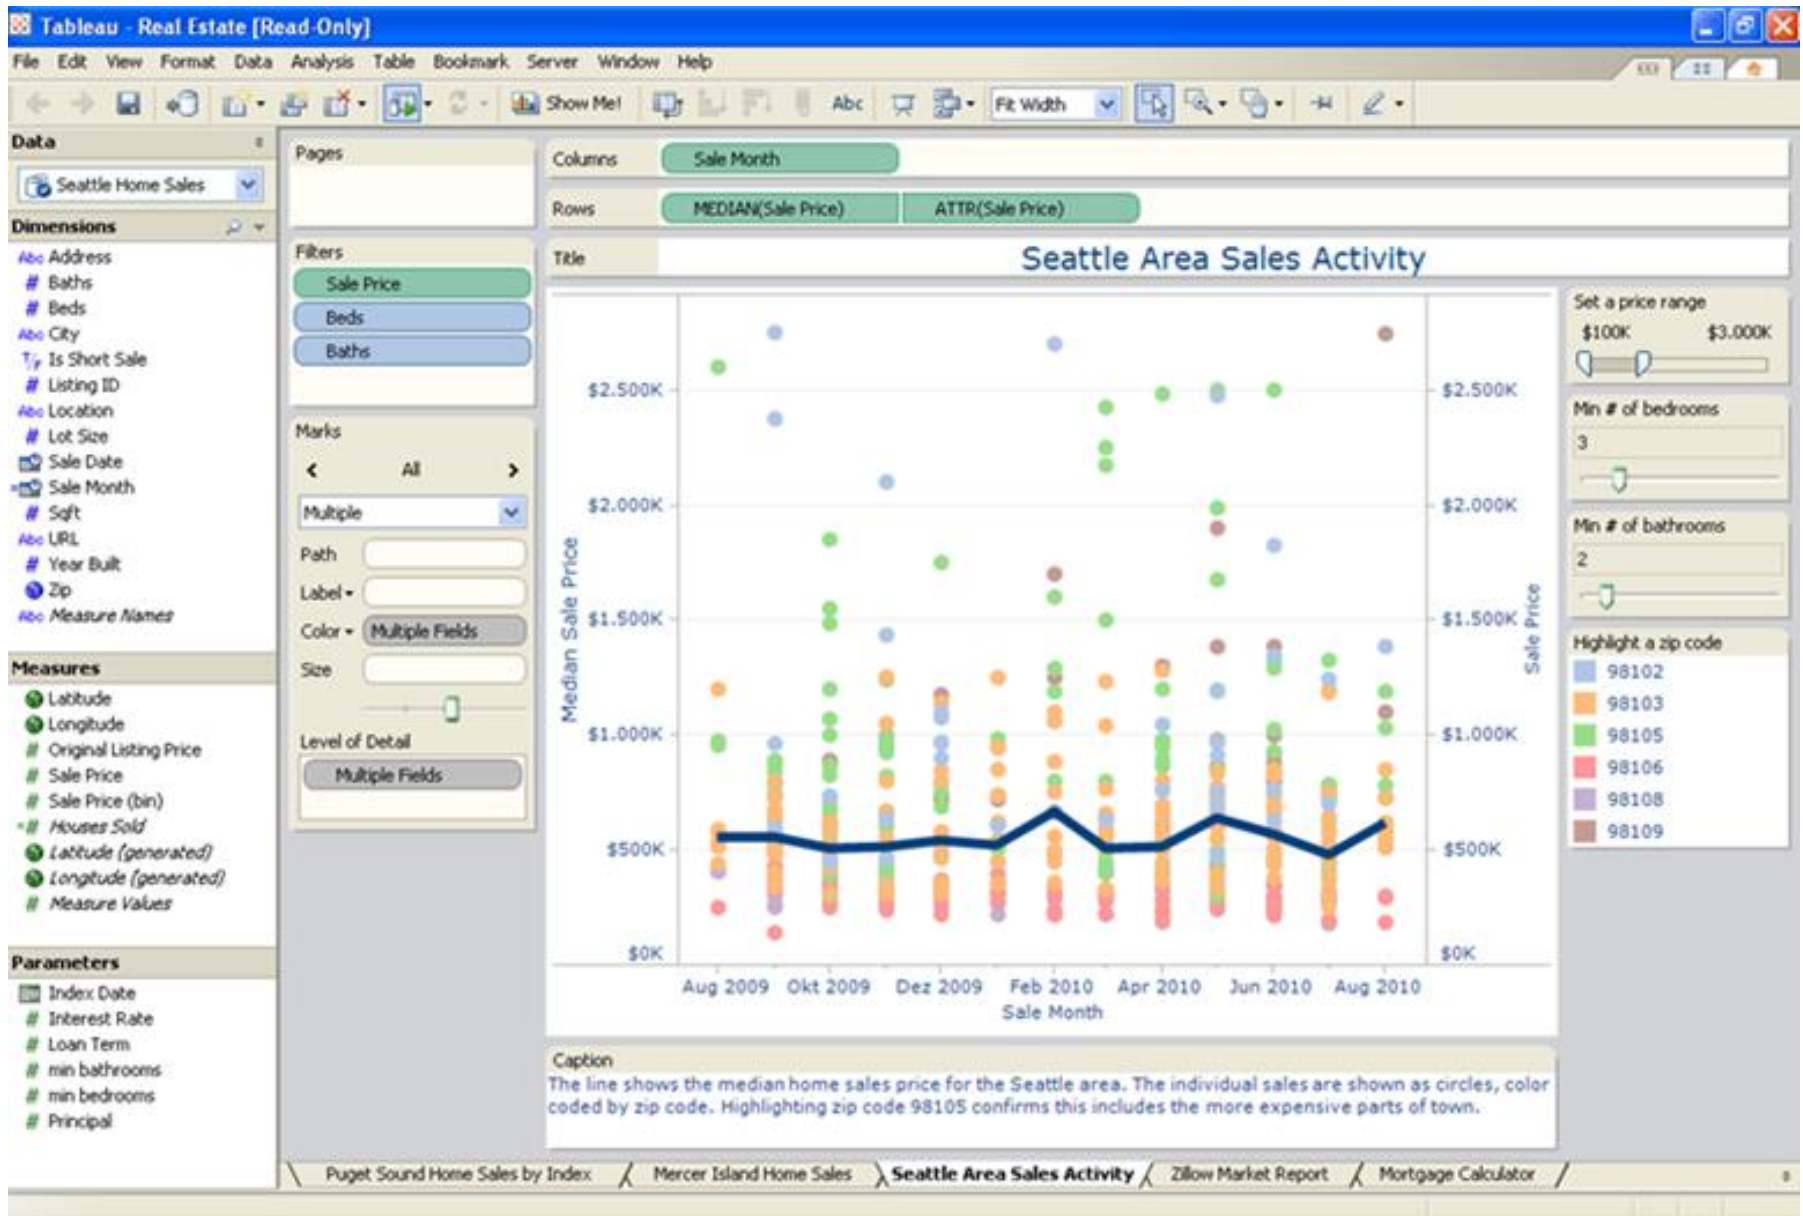 Tableau - Real Estate [Read-Only]
File Edit View Format Data Analysis Table Bookmark Server Window Help
Show Me! Abc Fit Width
Data
Seattle Home Sales
Dimensions
Abc Address
# Baths
# Beds
Abc City
T/F Is Short Sale
# Listing ID
Abc Location
# Lot Size
Sale Date
Sale Month
# Sqft
Abc URL
# Year Built
Zip
Abc Measure Names
Measures
Latitude
Longitude
# Original Listing Price
# Sale Price
# Sale Price (bin)
# Houses Sold
Latitude (generated)
Longitude (generated)
# Measure Values
Parameters
Index Date
# Interest Rate
# Loan Term
# min bathrooms
# min bedrooms
# Principal
Pages
Filters
Sale Price
Beds
Baths
Marks
< All >
Multiple
Path
Label
Color Multiple Fields
Size
Level of Detail
Multiple Fields
Columns Sale Month
Rows MEDIAN(Sale Price) ATTR(Sale Price)
Title Seattle Area Sales Activity
Median Sale Price
$2.500K
$2.000K
$1.500K
$1.000K
$500K
$0K
$2.500K
$2.000K
$1.500K
$1.000K
$500K
$0K
Sale Price
Aug 2009 Okt 2009 Dez 2009 Feb 2010 Apr 2010 Jun 2010 Aug 2010
Sale Month
Set a price range
$100K $3.000K
Min # of bedrooms
3
Min # of bathrooms
2
Highlight a zip code
98102
98103
98105
98106
98108
98109
Caption
The line shows the median home sales price for the Seattle area. The individual sales are shown as circles, color
coded by zip code. Highlighting zip code 98105 confirms this includes the more expensive parts of town.
Puget Sound Home Sales by Index Mercer Island Home Sales Seattle Area Sales Activity Zillow Market Report Mortgage Calculator